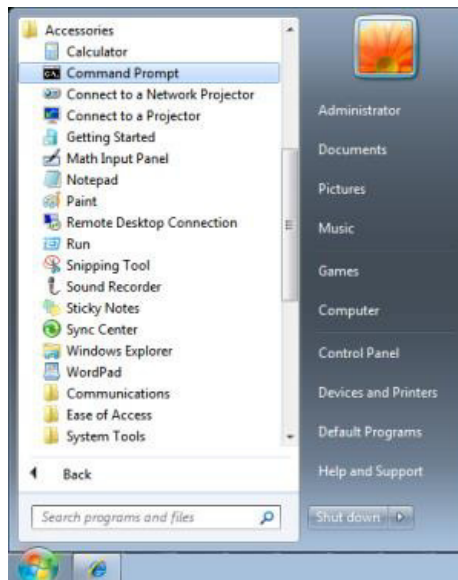 Accessories
Calculator
Command Prompt
Connect to a Network Projector
Connect to a Projector
Getting Started
Math Input Panel
Notepad
Paint
Remote Desktop Connection
Run
Snipping Tool
Sound Recorder
Sticky Notes
Sync Center
Windows Explorer
WordPad
Communications
Ease of Access
System Tools
Back
Search programs and files
Administrator
Documents
Pictures
Music
Games
Computer
Control Panel
Devices and Printers
Default Programs
Help and Support
Shut down